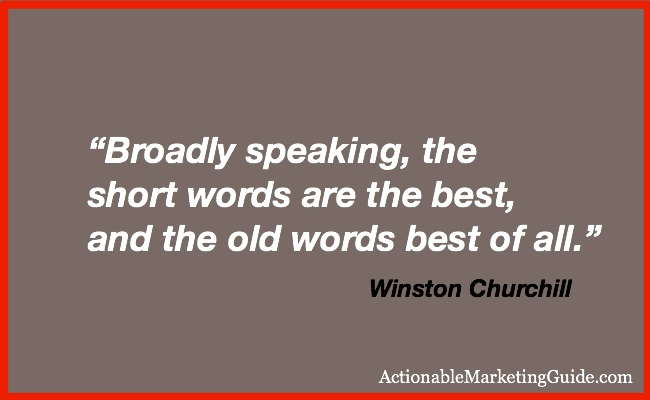 “Broadly speaking, the
short words are the best,
and the old words best of all.”
Winston Churchill
ActionableMarketingGuide.com